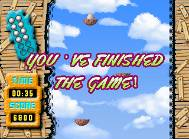 YOU'VE FINISHED
THE GAME!
TIME
00:35
SCORE
6800